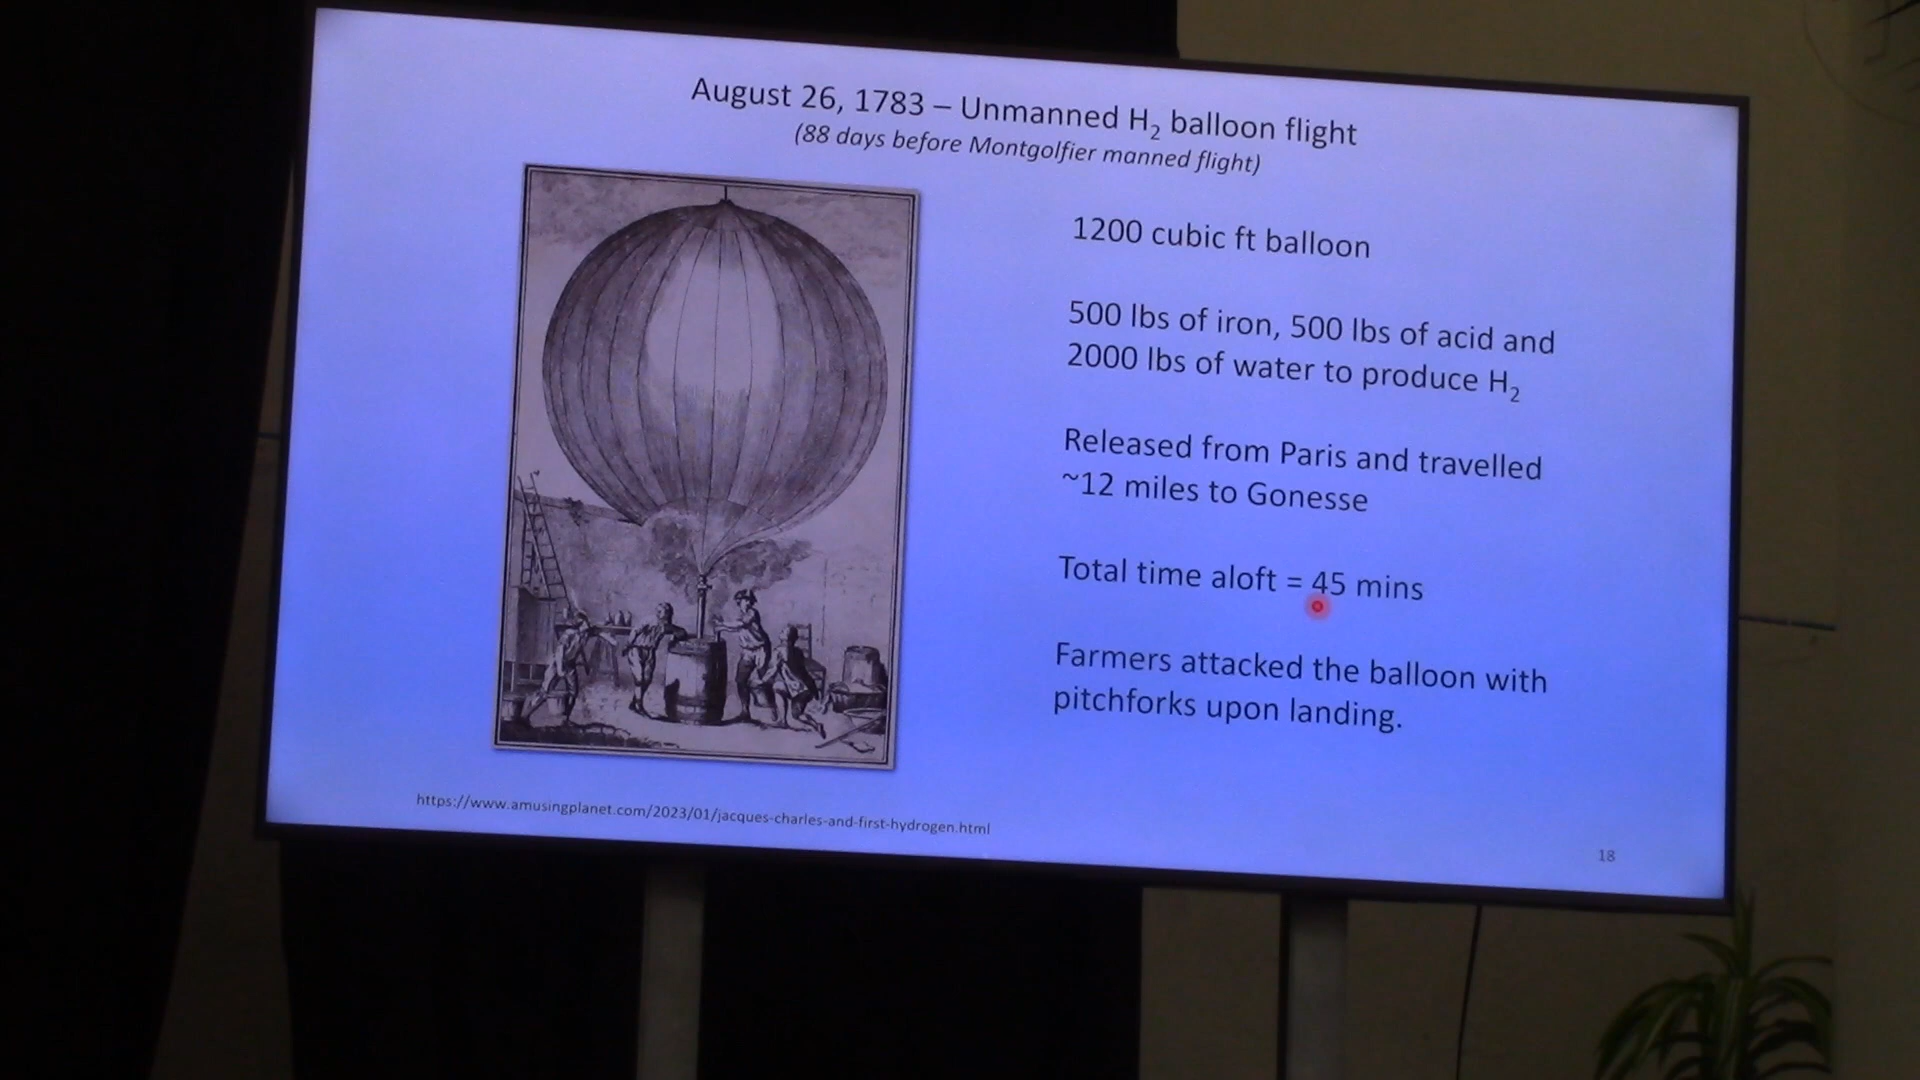 August 26, 1783 – Unmanned H₂ balloon flight
(88 days before Montgolfier manned flight)
1200 cubic ft balloon
500 lbs of iron, 500 lbs of acid and
2000 lbs of water to produce H₂
Released from Paris and travelled
~12 miles to Gonesse
Total time aloft = 45 mins
Farmers attacked the balloon with
pitchforks upon landing.
https://www.amusingplanet.com/2023/01/jacques-charles-and-first-hydrogen.html
18